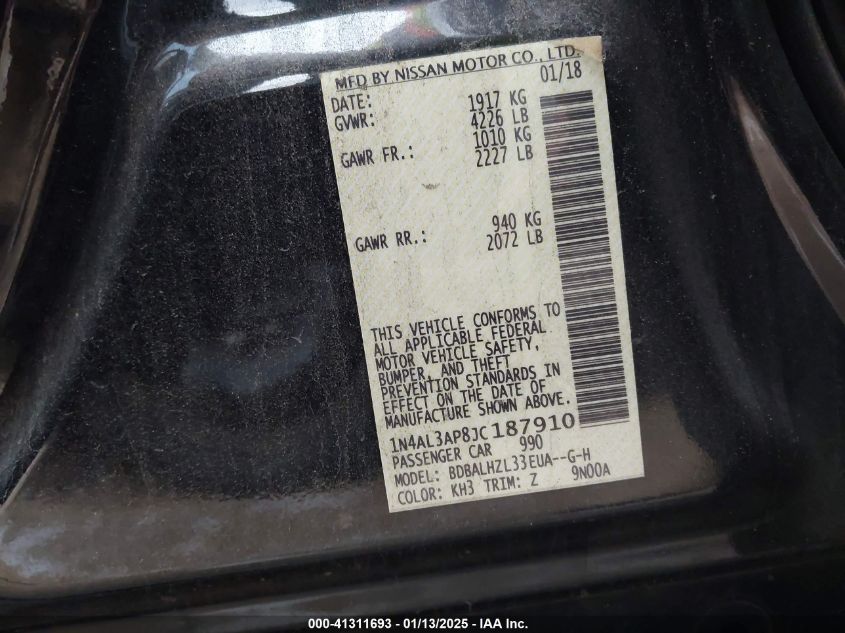 MFD BY NISSAN MOTOR CO., LTD.
DATE: 01/18
GVWR: 1917 KG
4226 LB
GAWR FR.: 1010 KG
2227 LB
GAWR RR.: 940 KG
2072 LB
THIS VEHICLE CONFORMS TO
ALL APPLICABLE FEDERAL
MOTOR VEHICLE SAFETY,
BUMPER, AND THEFT
PREVENTION STANDARDS IN
EFFECT ON THE DATE OF
MANUFACTURE SHOWN ABOVE.
1N4AL3AP8JC187910
PASSENGER CAR 990
MODEL: BDBALHZL33EUA--G-H
COLOR: KH3 TRIM: Z 9N00A
000-41311693 - 01/13/2025 - IAA Inc.